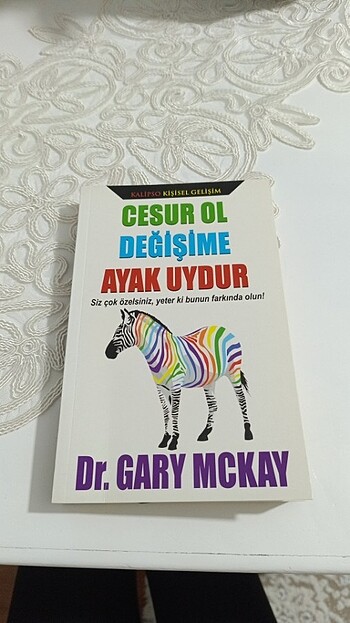 KALİPSO KİŞİSEL GELİŞİM
CESUR OL
DEĞİŞİME
AYAK UYDUR
Siz çok özelsiniz, yeter ki bunun farkında olun!
Dr. GARY MCKAY